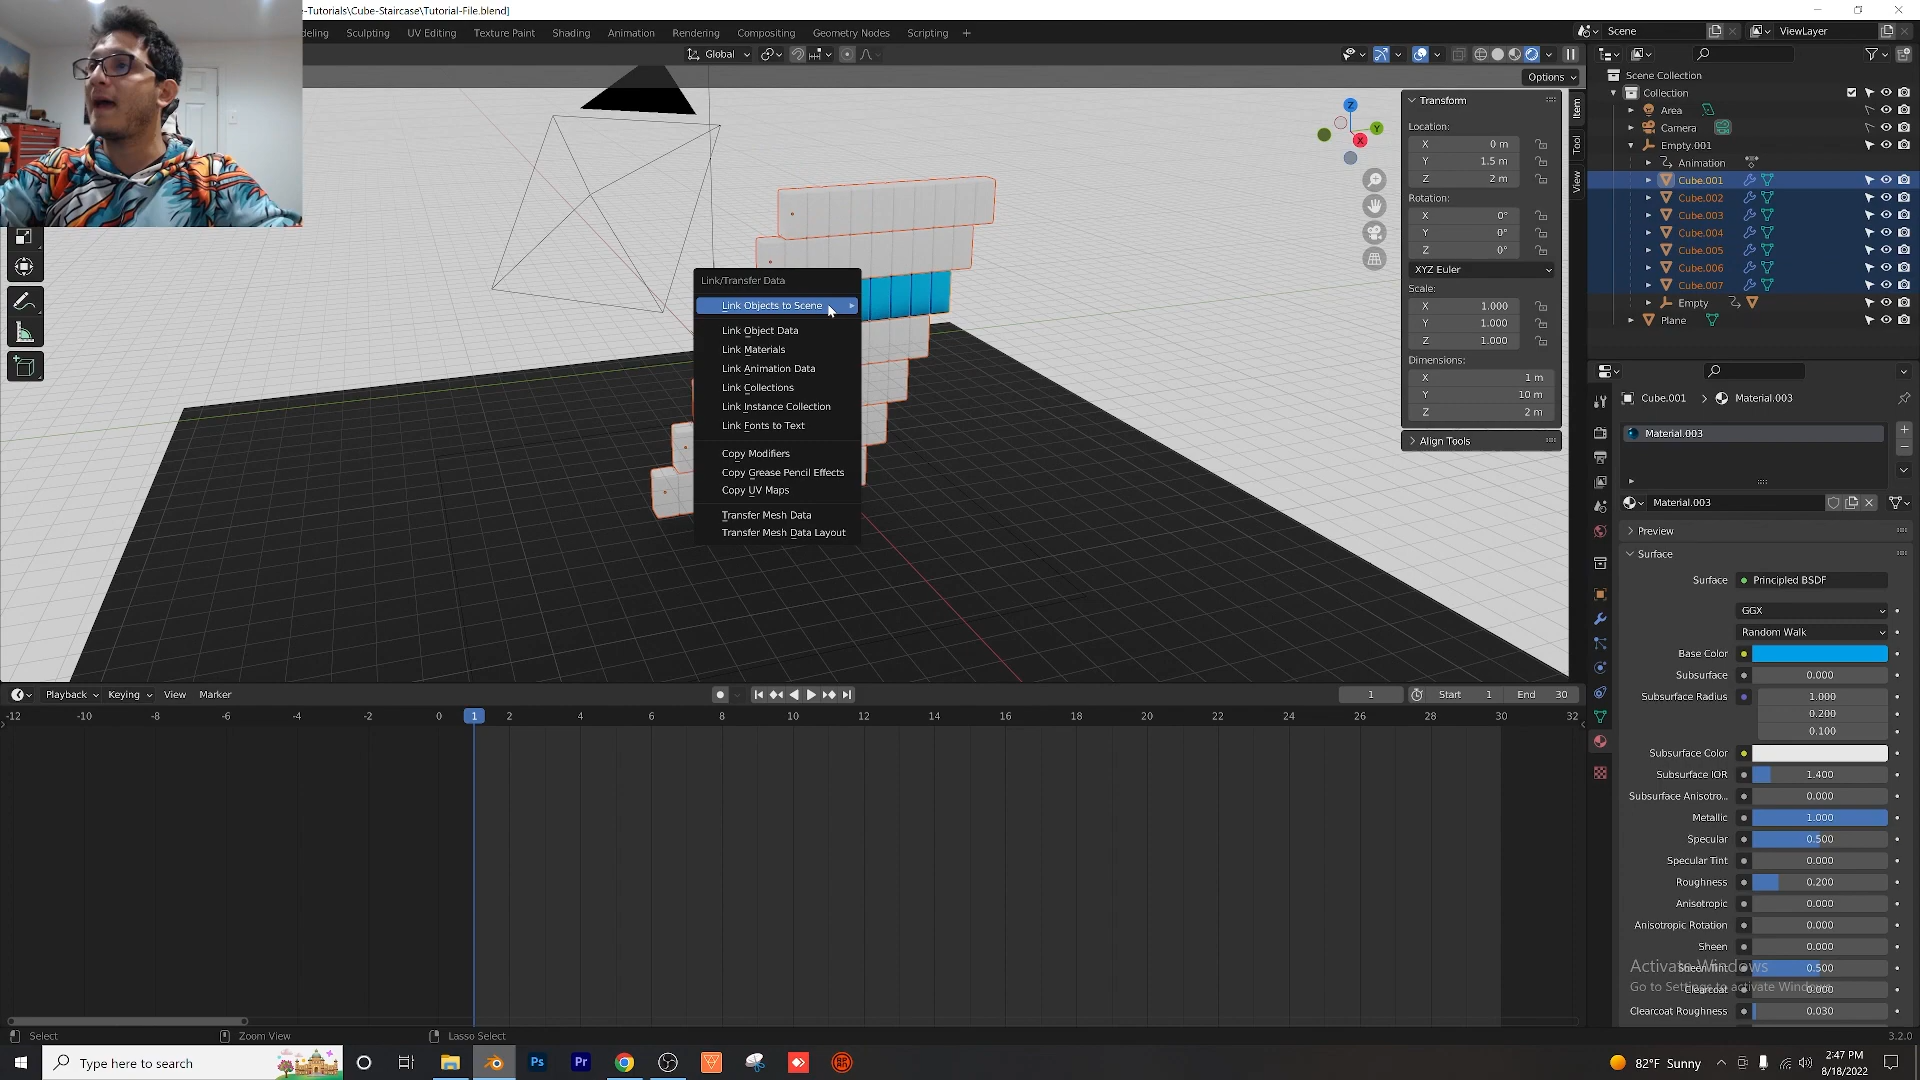 -Tutorials\Cube-Staircase\Tutorial-File.blend]
deling Sculpting UV Editing Texture Paint Shading Animation Rendering Compositing Geometry Nodes Scripting +
Scene
ViewLayer
Global
Options
Transform
Location:
X 0 m
Y 1.5 m
Z 2 m
Rotation:
X 0°
Y 0°
Z 0°
XYZ Euler
Scale:
X 1.000
Y 1.000
Z 1.000
Dimensions:
X 1 m
Y 10 m
Z 2 m
Align Tools
Item
Tool
View
Z
Y
X
Link/Transfer Data
Link Objects to Scene
Link Object Data
Link Materials
Link Animation Data
Link Collections
Link Instance Collection
Link Fonts to Text
Copy Modifiers
Copy Grease Pencil Effects
Copy UV Maps
Transfer Mesh Data
Transfer Mesh Data Layout
Scene Collection
Collection
Area
Camera
Empty.001
Animation
Cube.001
Cube.002
Cube.003
Cube.004
Cube.005
Cube.006
Cube.007
Empty
Plane
Cube.001 > Material.003
Material.003
Material.003
Preview
Surface
Surface Principled BSDF
GGX
Random Walk
Base Color
Subsurface 0.000
Subsurface Radius 1.000
0.200
0.100
Subsurface Color
Subsurface IOR 1.400
Subsurface Anisotro... 0.000
Metallic 1.000
Specular 0.500
Specular Tint 0.000
Roughness 0.200
Anisotropic 0.000
Anisotropic Rotation 0.000
Sheen 0.000
Sheen Tint 0.500
Clearcoat 0.000
Clearcoat Roughness 0.030
Activate Windows
Go to Settings to activate Windows.
Playback Keying View Marker
1 Start 1 End 30
-12 -10 -8 -6 -4 -2 0 1 2 4 6 8 10 12 14 16 18 20 22 24 26 28 30 32
Select Zoom View Lasso Select
3.2.0
Type here to search
Ps
Pr
82°F Sunny
2:47 PM
8/18/2022